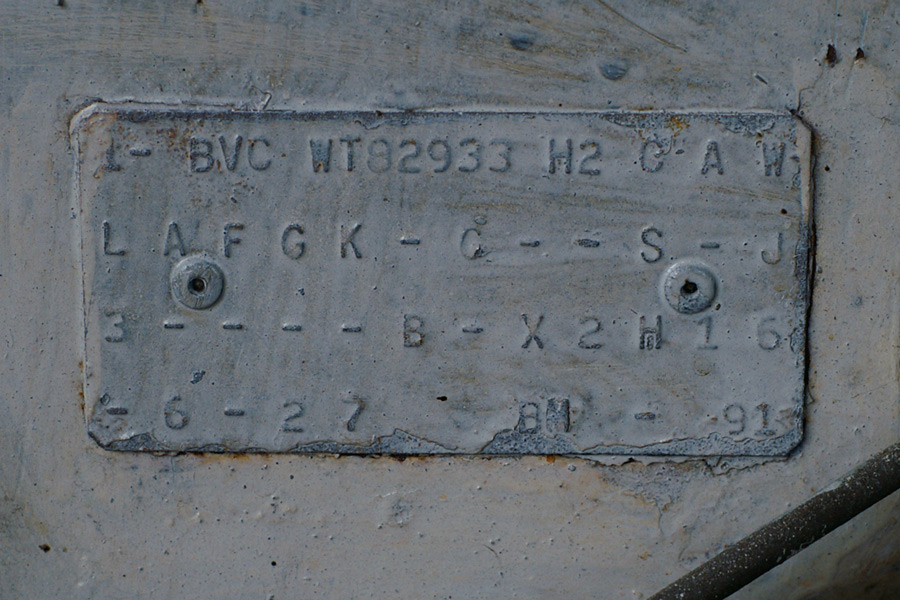 1- BVC WT82933 H2 C A W
L A F G K - C - - S - J
3 - - - - B - X 2 H 1 6
- 6 - 2 7 BN - 91